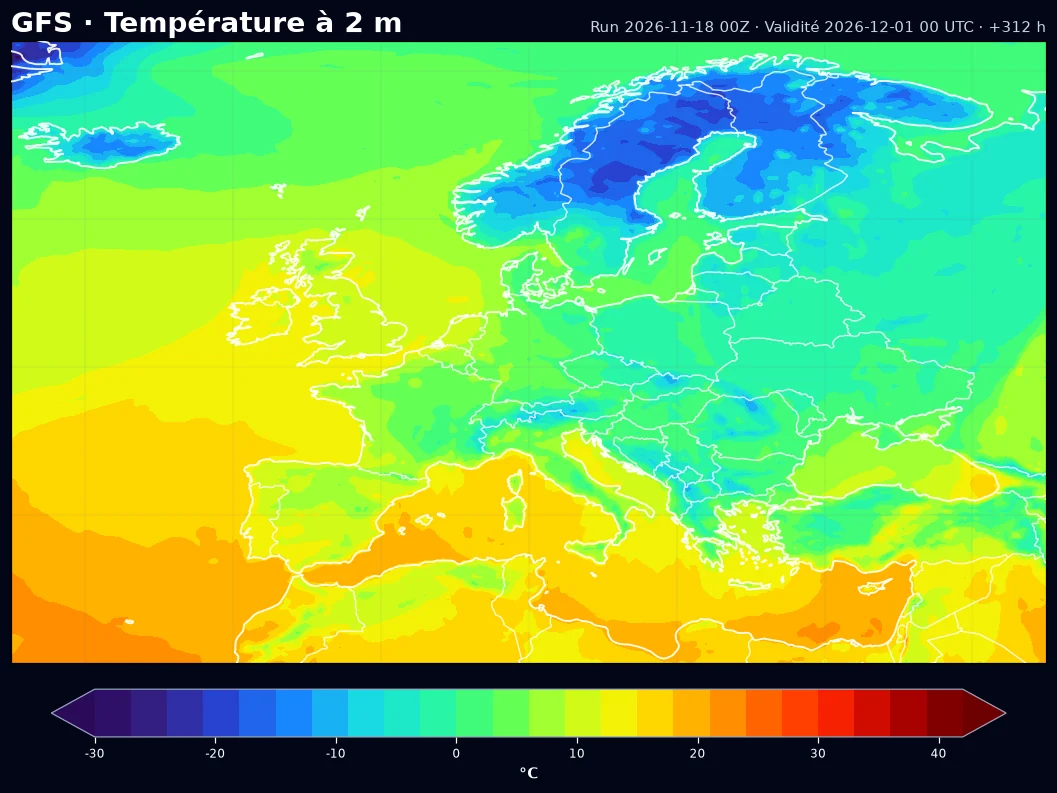 GFS · Température à 2 m
Run 2026-11-18 00Z · Validité 2026-12-01 00 UTC · +312 h
-30 -20 -10 0 10 20 30 40
°C